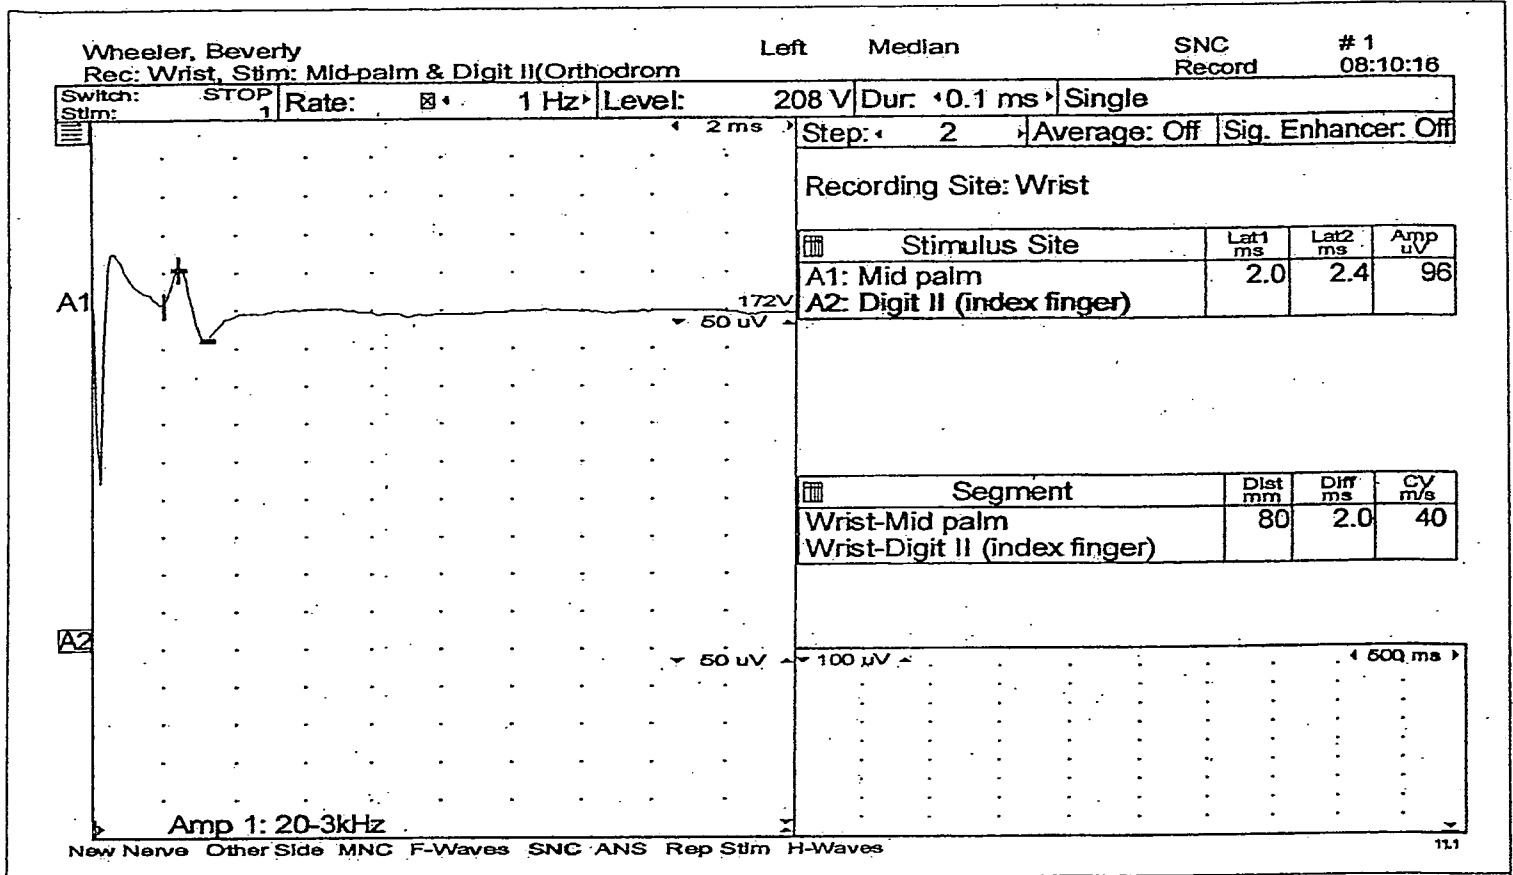 Wheeler, Beverly Left Median SNC # 1
Rec: Wrist, Stim: Mid-palm & Digit II(Orthodrom Record 08:10:16
Switch: STOP Rate: 1 Hz Level: 208 V Dur: 0.1 ms Single
Stim: 1
2 ms Step: 2 Average: Off Sig. Enhancer: Off
Recording Site: Wrist
Stimulus Site Lat1 ms Lat2 ms Amp uV
A1: Mid palm 2.0 2.4 96
A2: Digit II (index finger)
A1 172V
50 uV
Segment Dist mm Diff ms CV m/s
Wrist-Mid palm 80 2.0 40
Wrist-Digit II (index finger)
A2
50 uV 100 µV 500 ms
Amp 1: 20-3kHz
New Nerve Other Side MNC F-Waves SNC ANS Rep Stim H-Waves 11.1